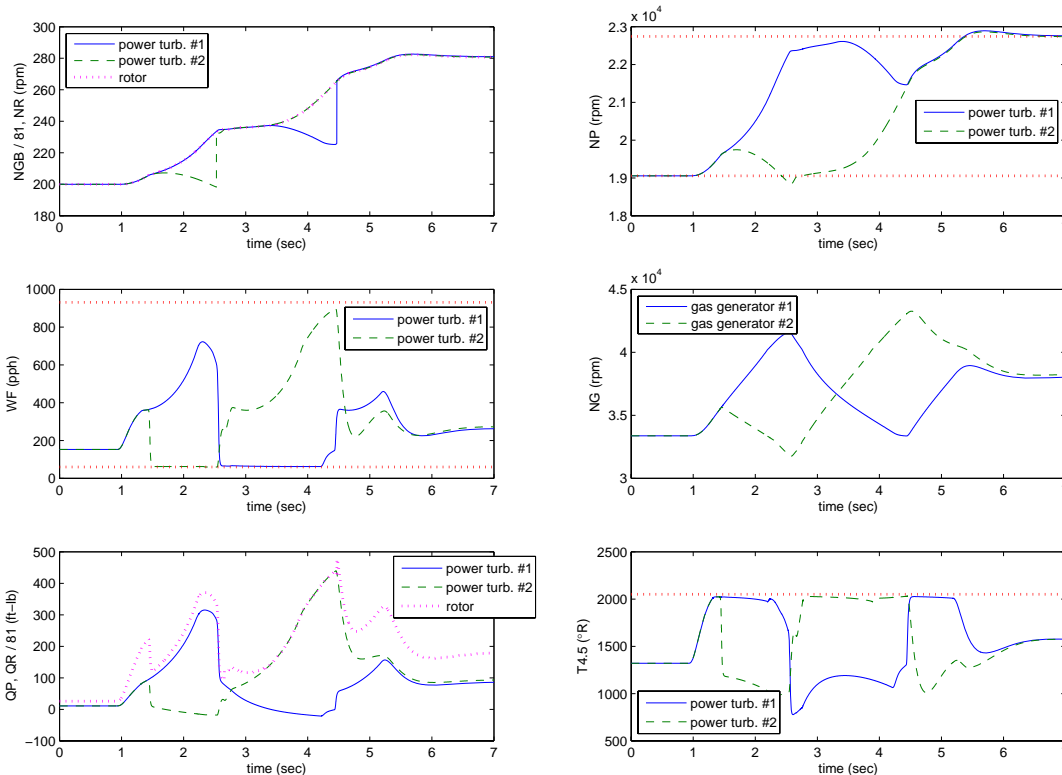 300
280
260
240
220
200
180
NGB / 81, NR (rpm)
power turb. #1
power turb. #2
rotor
0 1 2 3 4 5 6 7
time (sec)
x 10⁴
2.3
2.2
2.1
2
1.9
1.8
NP (rpm)
power turb. #1
power turb. #2
0 1 2 3 4 5 6
time (sec)
1000
800
600
400
200
0
WF (pph)
power turb. #1
power turb. #2
0 1 2 3 4 5 6 7
time (sec)
x 10⁴
4.5
4
3.5
3
NG (rpm)
gas generator #1
gas generator #2
0 1 2 3 4 5 6
time (sec)
500
400
300
200
100
0
−100
QP, QR / 81 (ft−lb)
power turb. #1
power turb. #2
rotor
0 1 2 3 4 5 6 7
time (sec)
2500
2000
1500
1000
500
T4.5 (°R)
power turb. #1
power turb. #2
0 1 2 3 4 5 6
time (sec)